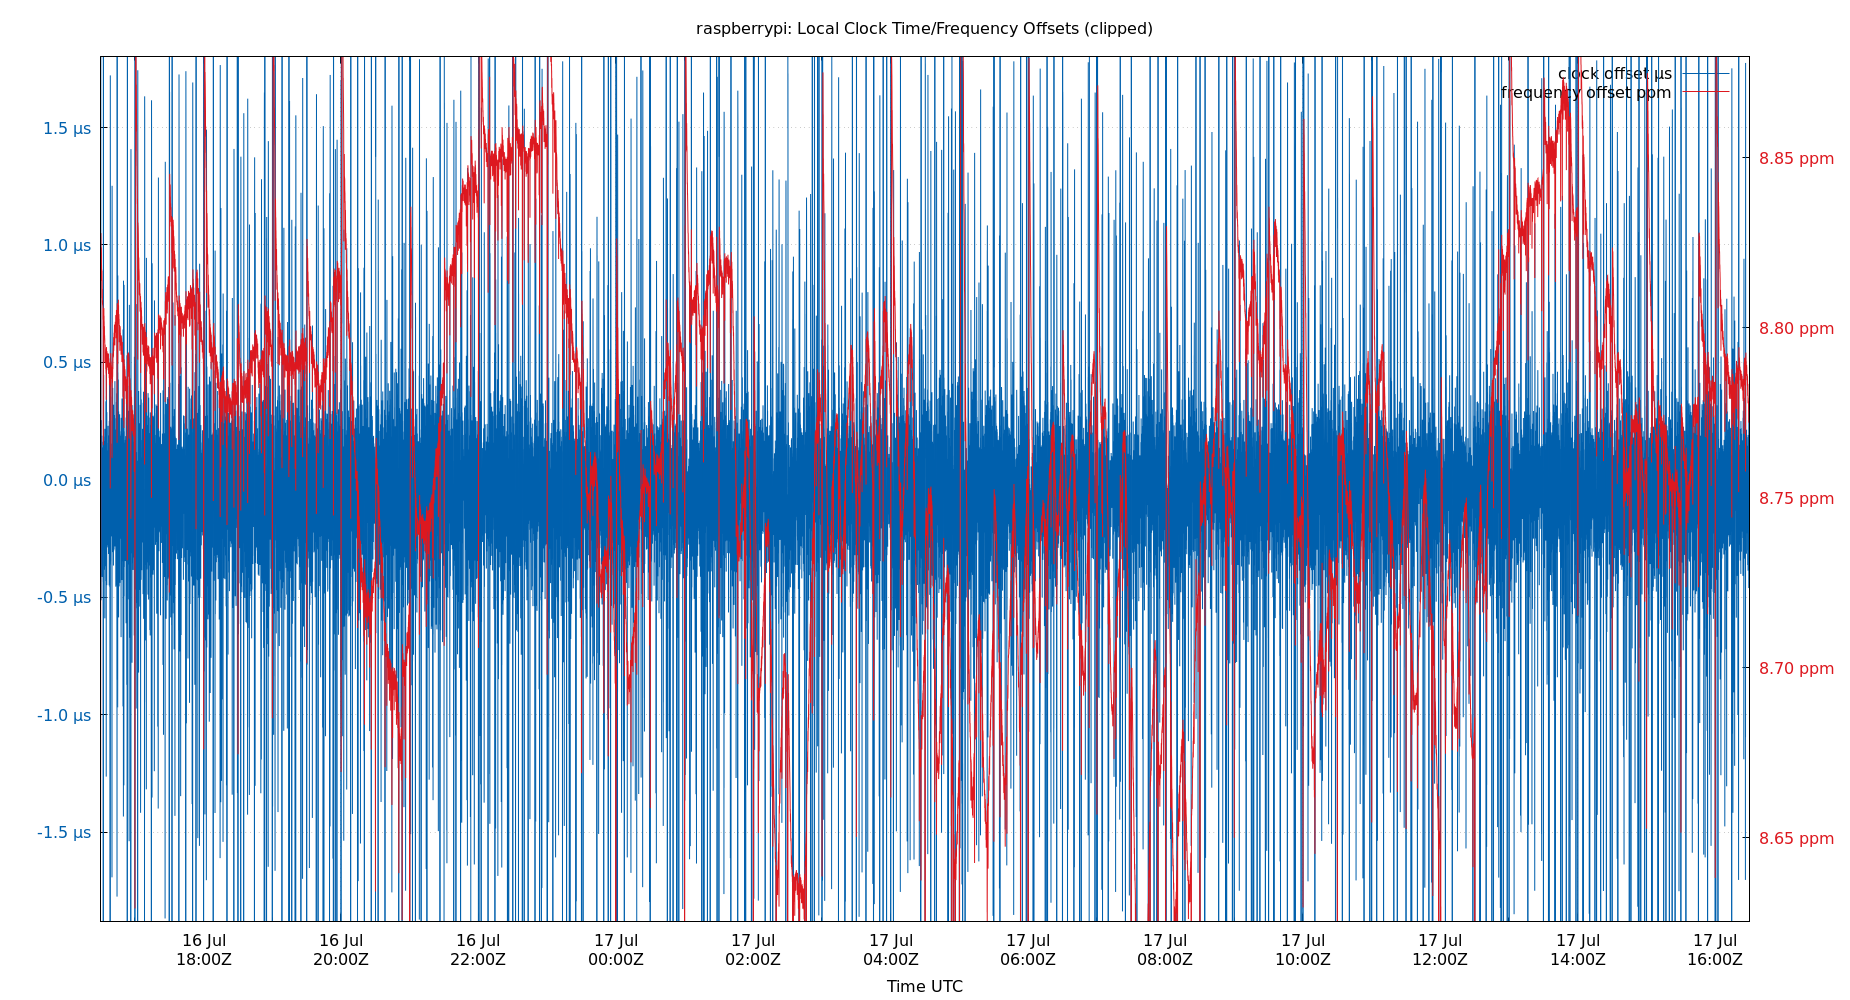 raspberrypi: Local Clock Time/Frequency Offsets (clipped)
clock offset µs
frequency offset ppm
1.5 µs
1.0 µs
0.5 µs
0.0 µs
-0.5 µs
-1.0 µs
-1.5 µs
8.85 ppm
8.80 ppm
8.75 ppm
8.70 ppm
8.65 ppm
16 Jul 16 Jul 16 Jul 17 Jul 17 Jul 17 Jul 17 Jul 17 Jul 17 Jul 17 Jul 17 Jul 17 Jul
18:00Z 20:00Z 22:00Z 00:00Z 02:00Z 04:00Z 06:00Z 08:00Z 10:00Z 12:00Z 14:00Z 16:00Z
Time UTC